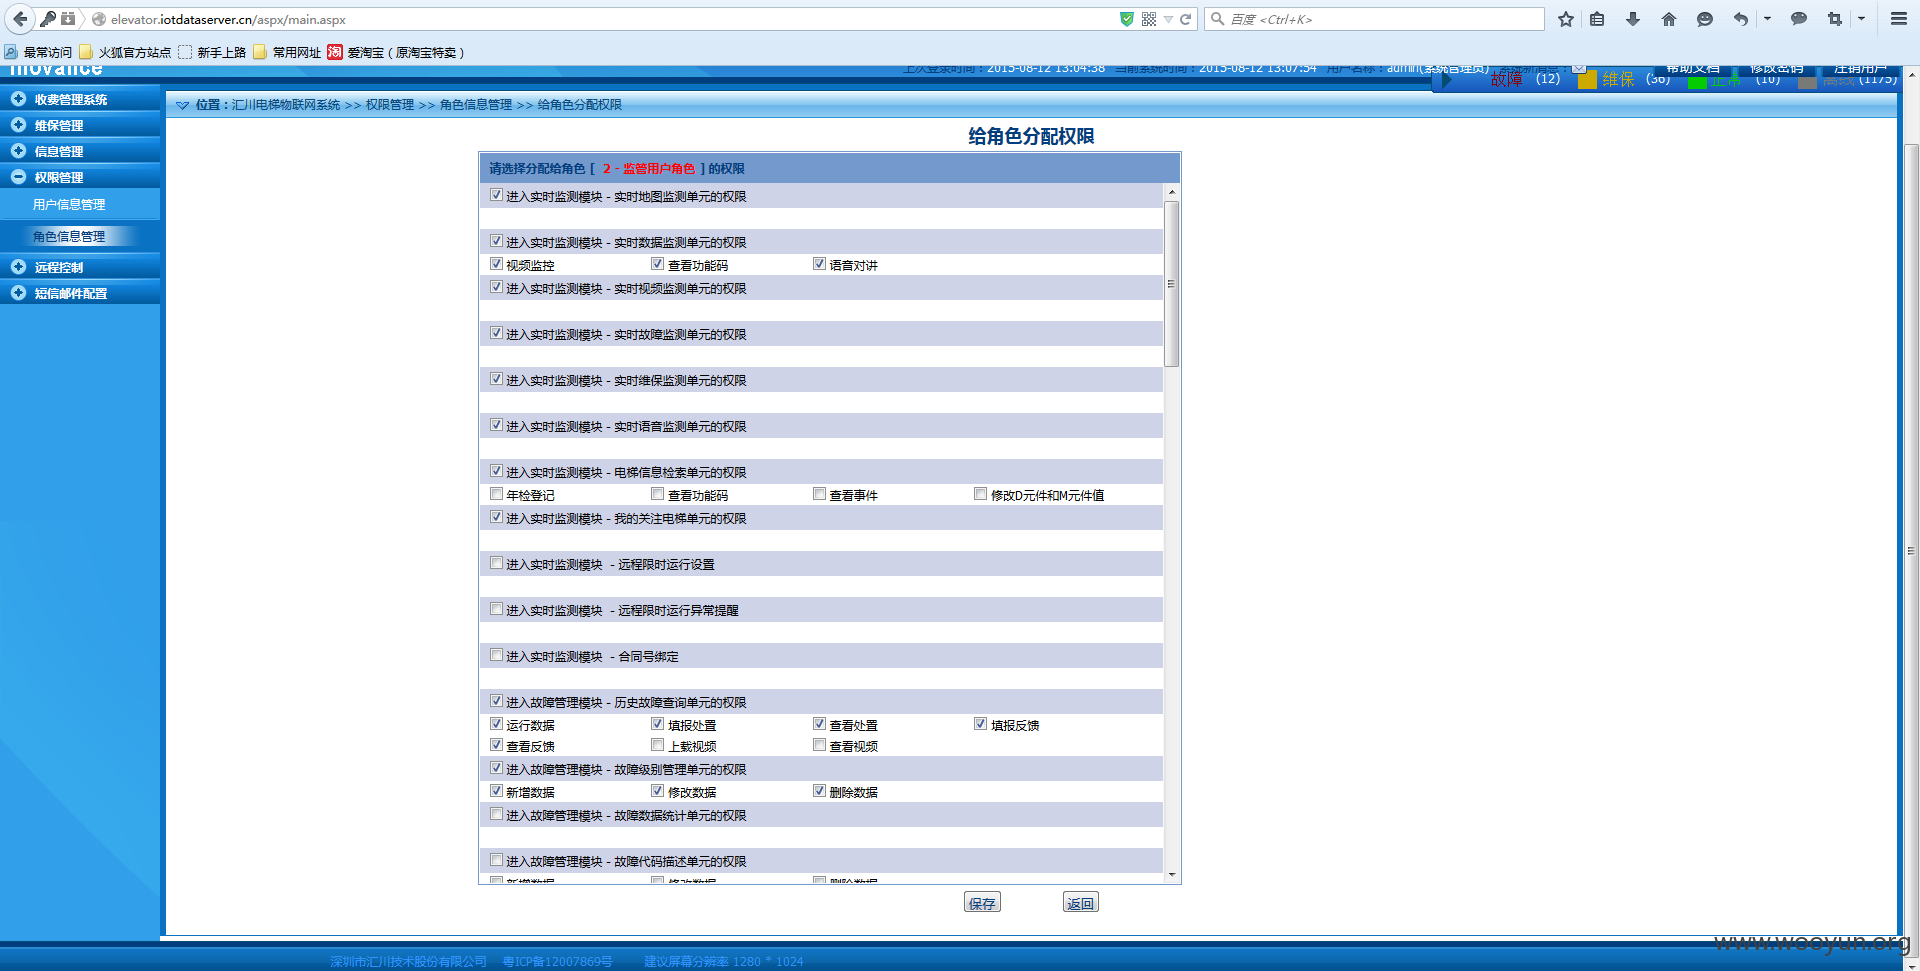 elevator.iotdataserver.cn/aspx/main.aspx
百度 <Ctrl+K>
最常访问 火狐官方站点 新手上路 常用网址 淘 爱淘宝（原淘宝特卖）
inovance
上次登录时间：2015-08-12 13:04:38 当前系统时间：2015-08-12 13:07:54 用户名称：admin(系统管理员)
帮助文档 修改密码 注销用户
故障 (12) 维保 (36) 正常 (10) 离线 (1175)
收费管理系统
维保管理
信息管理
权限管理
用户信息管理
角色信息管理
远程控制
短信邮件配置
位置：汇川电梯物联网系统 >> 权限管理 >> 角色信息管理 >> 给角色分配权限
给角色分配权限
请选择分配给角色 [ 2 - 监管用户角色 ] 的权限
进入实时监测模块 - 实时地图监测单元的权限
进入实时监测模块 - 实时数据监测单元的权限
视频监控 查看功能码 语音对讲
进入实时监测模块 - 实时视频监测单元的权限
进入实时监测模块 - 实时故障监测单元的权限
进入实时监测模块 - 实时维保监测单元的权限
进入实时监测模块 - 实时语音监测单元的权限
进入实时监测模块 - 电梯信息检索单元的权限
年检登记 查看功能码 查看事件 修改D元件和M元件值
进入实时监测模块 - 我的关注电梯单元的权限
进入实时监测模块 - 远程限时运行设置
进入实时监测模块 - 远程限时运行异常提醒
进入实时监测模块 - 合同号绑定
进入故障管理模块 - 历史故障查询单元的权限
运行数据 填报处置 查看处置 填报反馈
查看反馈 上载视频 查看视频
进入故障管理模块 - 故障级别管理单元的权限
新增数据 修改数据 删除数据
进入故障管理模块 - 故障数据统计单元的权限
进入故障管理模块 - 故障代码描述单元的权限
新增数据 修改数据 删除数据
保存 返回
深圳市汇川技术股份有限公司 粤ICP备12007869号 建议屏幕分辨率 1280 * 1024
www.wooyun.org